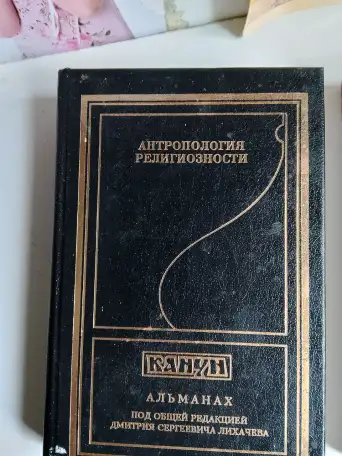 АНТРОПОЛОГИЯ
РЕЛИГИОЗНОСТИ
КАНУН
АЛЬМАНАХ
ПОД ОБЩЕЙ РЕДАКЦИЕЙ
ДМИТРИЯ СЕРГЕЕВИЧА ЛИХАЧЕВА